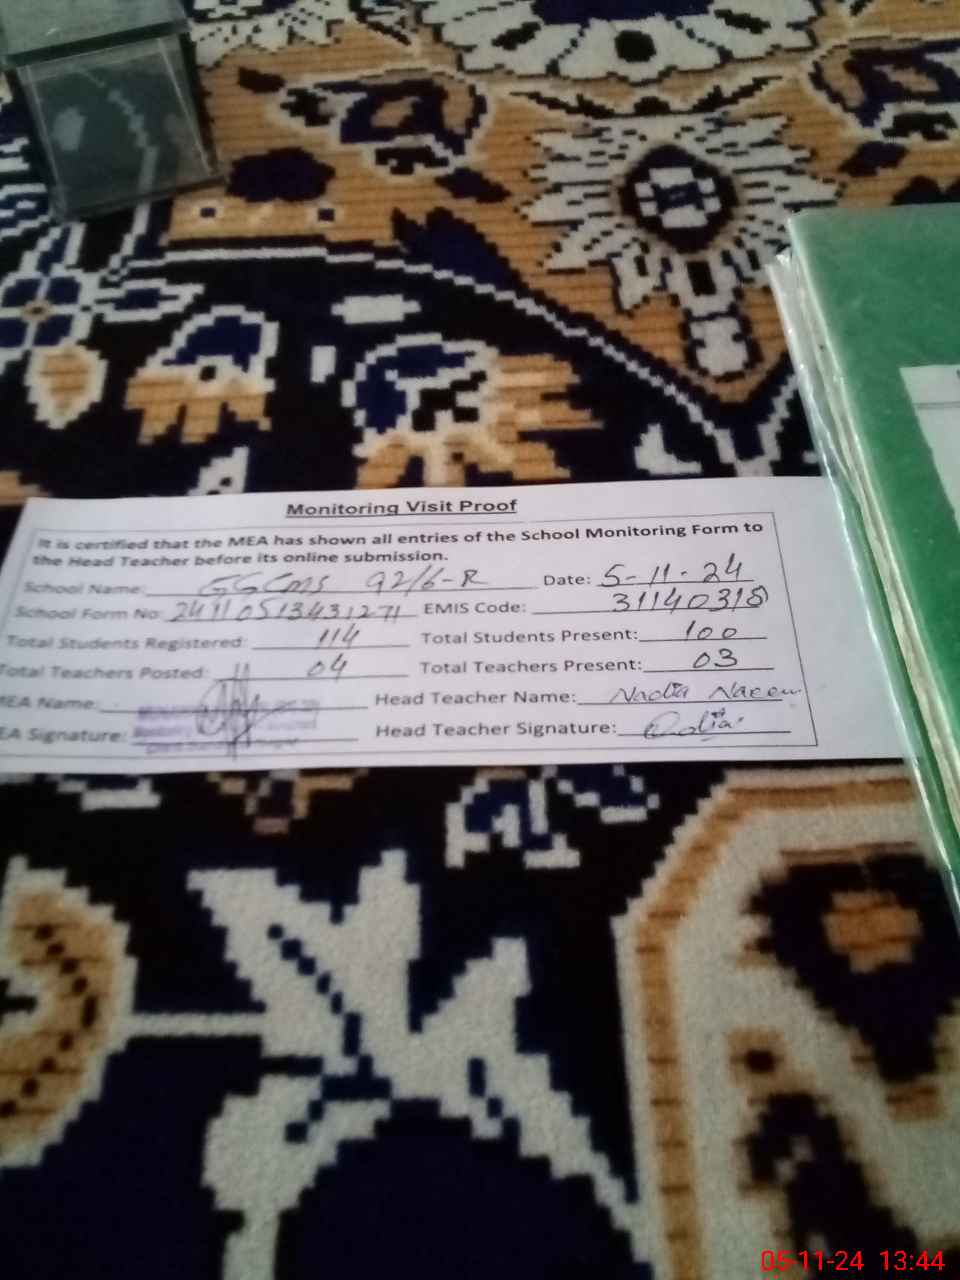 Monitoring Visit Proof
It is certified that the MEA has shown all entries of the School Monitoring Form to
the Head Teacher before its online submission.
School Name: GGCMS 92/6-R Date: 5-11-24
School Form No: 24110513431271 EMIS Code: 31140318
Total Students Registered: 114 Total Students Present: 100
Total Teachers Posted: 04 Total Teachers Present: 03
MEA Name: Head Teacher Name: Nadia Naeem
EA Signature: Head Teacher Signature: Nadia
05-11-24 13:44